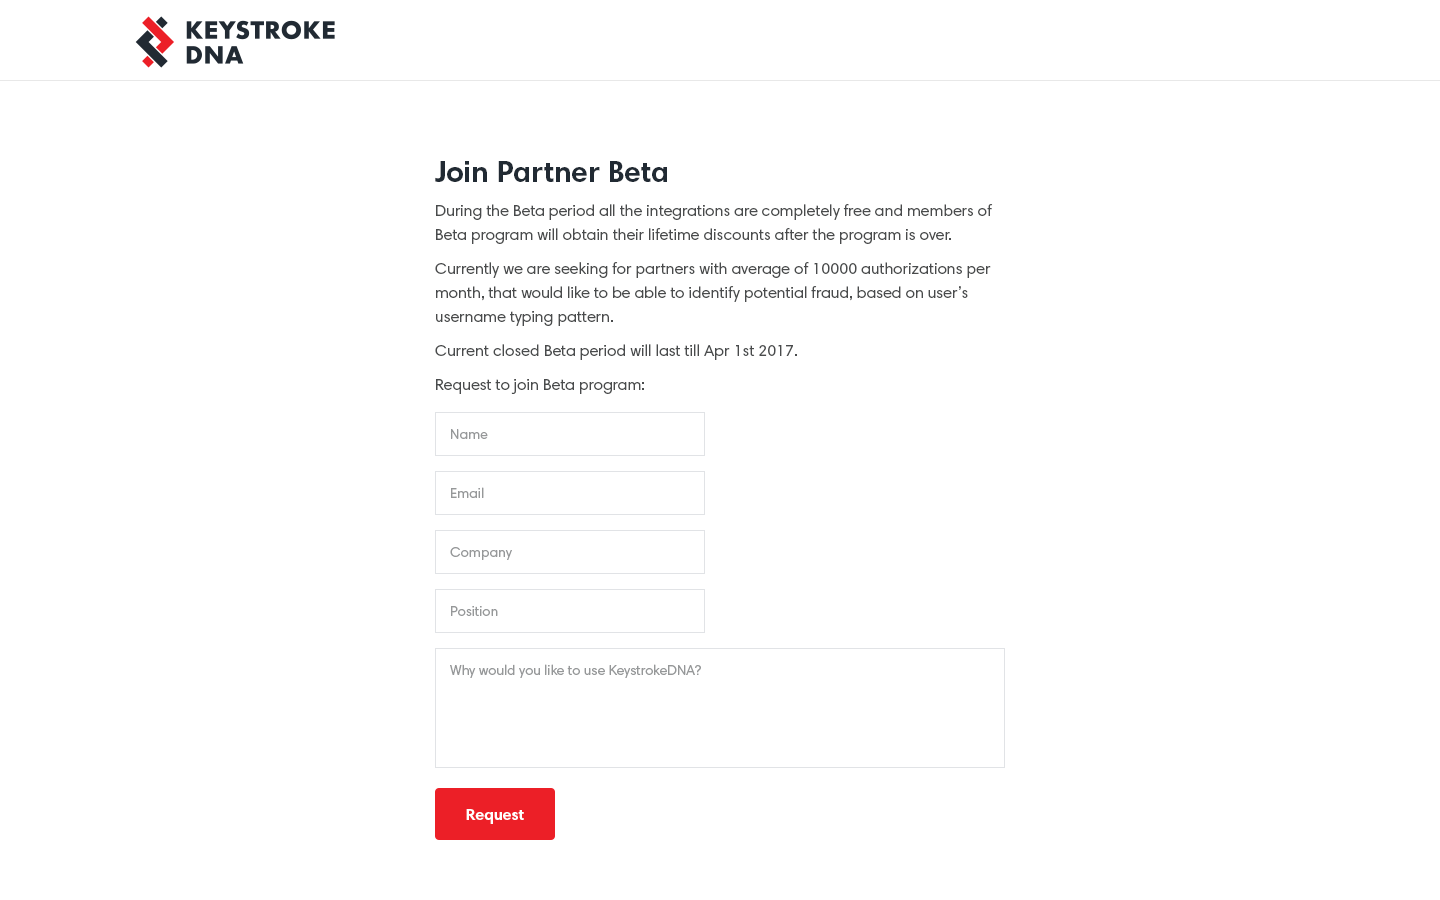 KEYSTROKE
DNA
Join Partner Beta
During the Beta period all the integrations are completely free and members of
Beta program will obtain their lifetime discounts after the program is over.
Currently we are seeking for partners with average of 10000 authorizations per
month, that would like to be able to identify potential fraud, based on user’s
username typing pattern.
Current closed Beta period will last till Apr 1st 2017.
Request to join Beta program:
Name
Email
Company
Position
Why would you like to use KeystrokeDNA?
Request